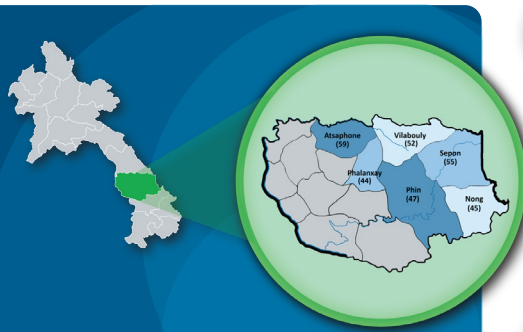 Atsaphone
(59)
Vilabouly
(52)
Sepon
(55)
Phalanxay
(44)
Phin
(47)
Nong
(45)